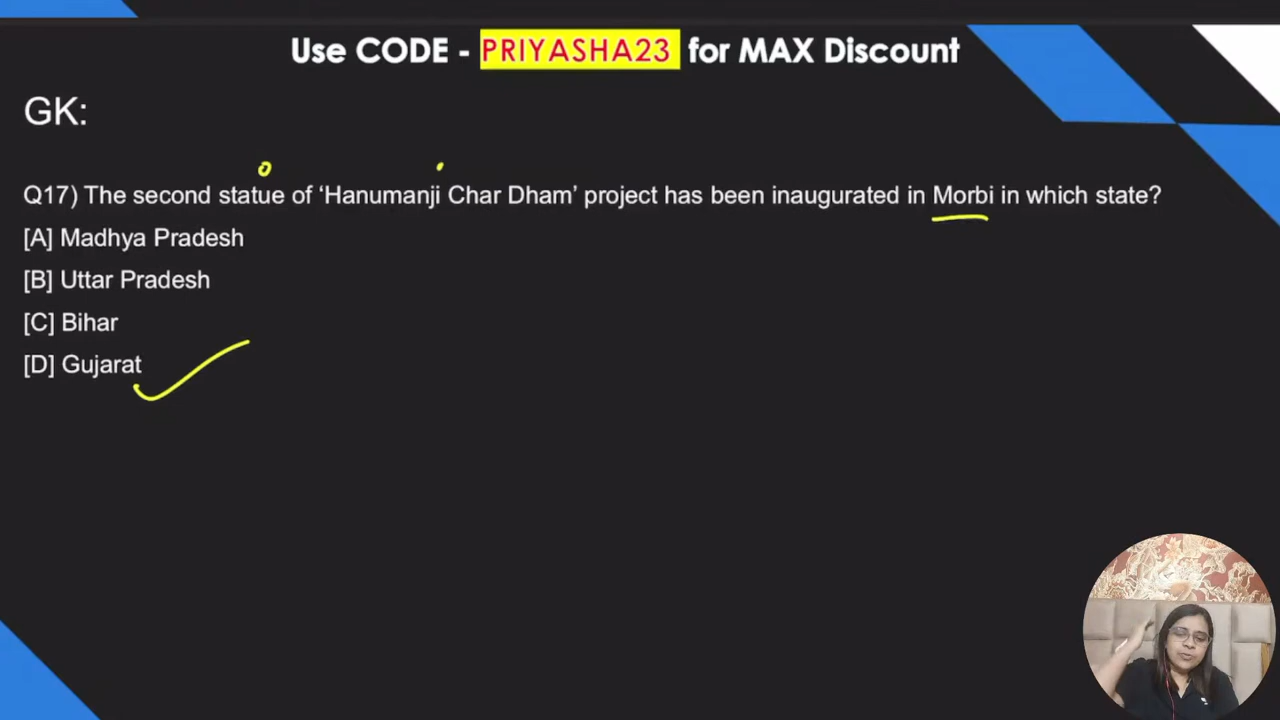 Use CODE - PRIYASHA23 for MAX Discount
GK:
Q17) The second statue of ‘Hanumanji Char Dham’ project has been inaugurated in Morbi in which state?
[A] Madhya Pradesh
[B] Uttar Pradesh
[C] Bihar
[D] Gujarat